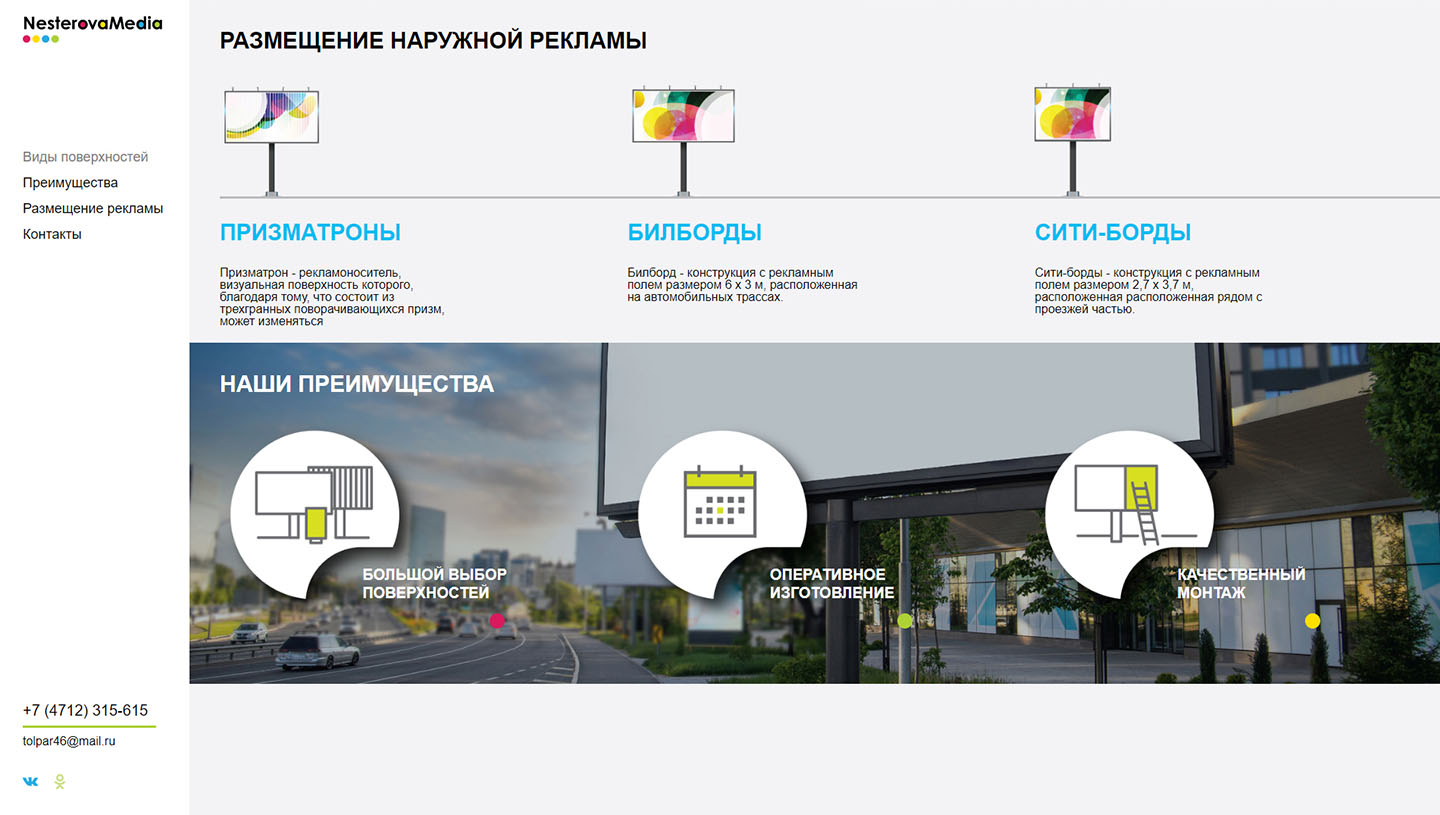 NesterovaMedia
Виды поверхностей
Преимущества
Размещение рекламы
Контакты
+7 (4712) 315-615
tolpar46@mail.ru
РАЗМЕЩЕНИЕ НАРУЖНОЙ РЕКЛАМЫ
ПРИЗМАТРОНЫ
Призматрон - рекламоноситель,
визуальная поверхность которого,
благодаря тому, что состоит из
трехгранных поворачивающихся призм,
может изменяться
БИЛБОРДЫ
Билборд - конструкция с рекламным
полем размером 6 х 3 м, расположенная
на автомобильных трассах.
СИТИ-БОРДЫ
Сити-борды - конструкция с рекламным
полем размером 2,7 х 3,7 м,
расположенная расположенная рядом с
проезжей частью.
НАШИ ПРЕИМУЩЕСТВА
БОЛЬШОЙ ВЫБОР
ПОВЕРХНОСТЕЙ
ОПЕРАТИВНОЕ
ИЗГОТОВЛЕНИЕ
КАЧЕСТВЕННЫЙ
МОНТАЖ